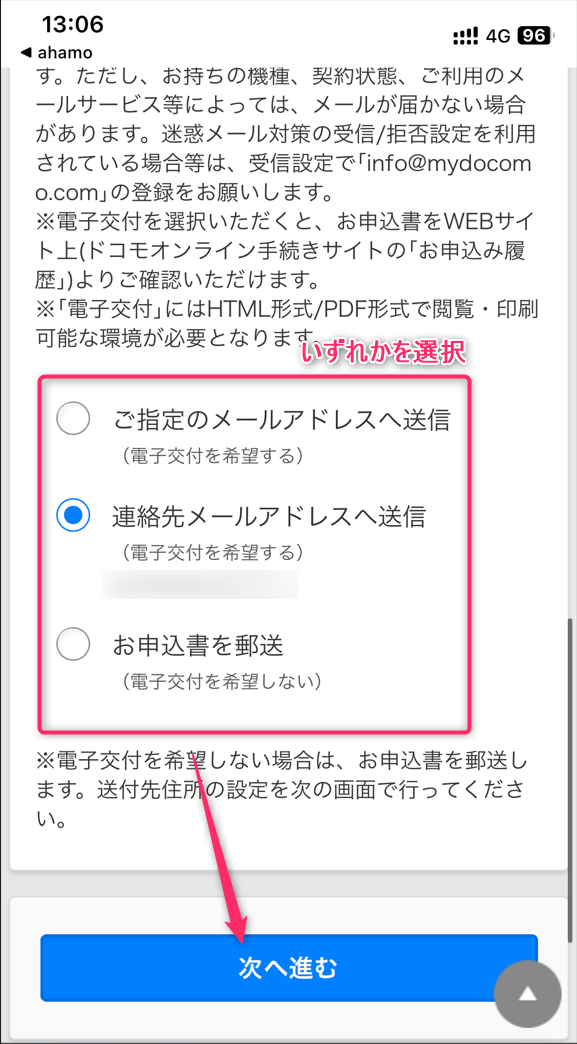 13:06
4G 96
◀ ahamo
す。ただし、お持ちの機種、契約状態、ご利用のメ
ールサービス等によっては、メールが届かない場合
があります。迷惑メール対策の受信/拒否設定を利用
されている場合等は、受信設定で「info@mydocom
o.com」の登録をお願いします。
※電子交付を選択いただくと、お申込書をWEBサイ
ト上(ドコモオンライン手続きサイトの「お申込み履
歴」)よりご確認いただけます。
※「電子交付」にはHTML形式/PDF形式で閲覧・印刷
可能な環境が必要となります。
いずれかを選択
ご指定のメールアドレスへ送信
（電子交付を希望する）
連絡先メールアドレスへ送信
（電子交付を希望する）
お申込書を郵送
（電子交付を希望しない）
※電子交付を希望しない場合は、お申込書を郵送し
ます。送付先住所の設定を次の画面で行ってくださ
い。
次へ進む